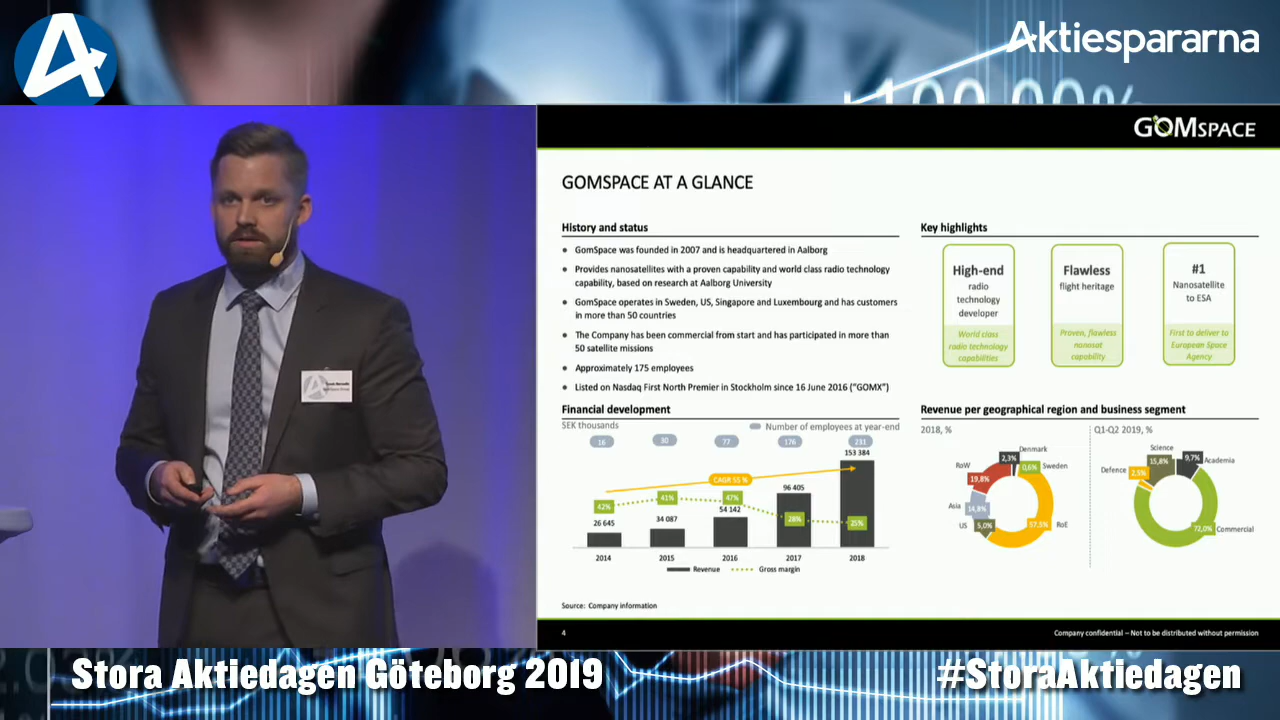 Aktiespararna
100,00%
GOMSPACE
GOMSPACE AT A GLANCE
History and status
• GomSpace was founded in 2007 and is headquartered in Aalborg
• Provides nanosatellites with a proven capability and world class radio technology
capability, based on research at Aalborg University
• GomSpace operates in Sweden, US, Singapore and Luxembourg and has customers
in more than 50 countries
• The Company has been commercial from start and has participated in more than
50 satellite missions
• Approximately 175 employees
• Listed on Nasdaq First North Premier in Stockholm since 16 June 2016 ("GOMX")
Key highlights
High-end
radio
technology
developer
World class
radio technology
capabilities
Flawless
flight heritage
Proven, flawless
nanosat
capability
#1
Nanosatellite
to ESA
First to deliver to
European Space
Agency
Financial development
SEK thousands
Number of employees at year-end
16 30 77 176 231
153 384
CAGR 55 %
96 405
42% 41% 47%
54 142
26 645 34 087
28% 25%
2014 2015 2016 2017 2018
Revenue Gross margin
Revenue per geographical region and business segment
2018, %
Denmark
2,3%
Sweden
0,6%
RoW
19,8%
Asia
14,8%
US
5,0%
57,5%
RoE
Q1-Q2 2019, %
Science
15,8%
9,7%
Academia
Defence
2,5%
72,0%
Commercial
Source: Company information
4
Company confidential – Not to be distributed without permission
Stora Aktiedagen Göteborg 2019
#StoraAktiedagen